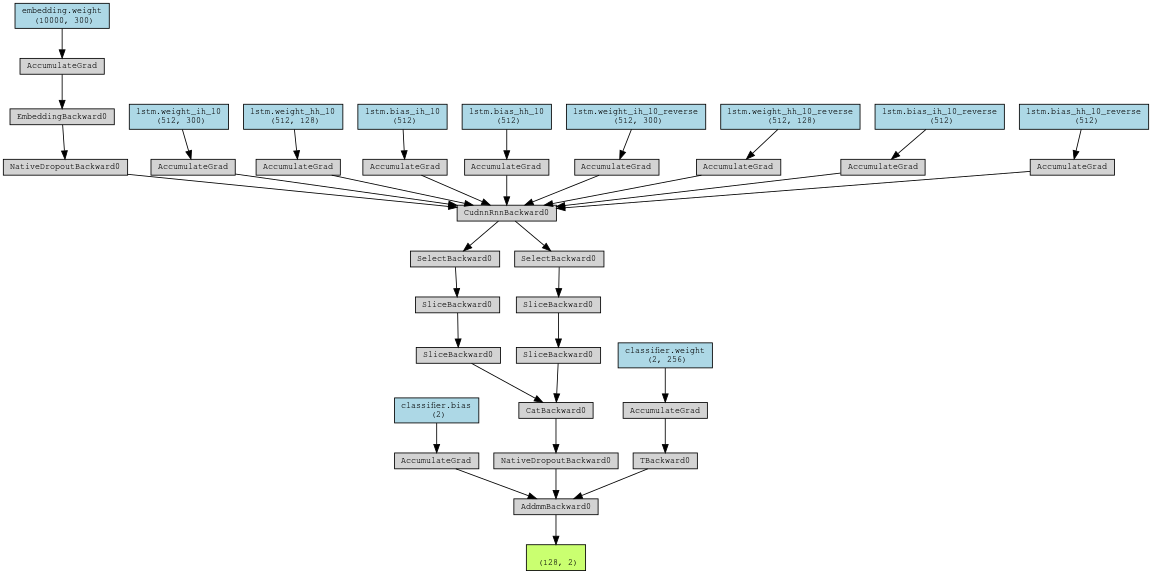 embedding.weight
(10000, 300)
AccumulateGrad
EmbeddingBackward0
lstm.weight_ih_l0
(512, 300)
lstm.weight_hh_l0
(512, 128)
lstm.bias_ih_l0
(512)
lstm.bias_hh_l0
(512)
lstm.weight_ih_l0_reverse
(512, 300)
lstm.weight_hh_l0_reverse
(512, 128)
lstm.bias_ih_l0_reverse
(512)
lstm.bias_hh_l0_reverse
(512)
NativeDropoutBackward0
AccumulateGrad
AccumulateGrad
AccumulateGrad
AccumulateGrad
AccumulateGrad
AccumulateGrad
AccumulateGrad
AccumulateGrad
CudnnRnnBackward0
SelectBackward0
SelectBackward0
SliceBackward0
SliceBackward0
SliceBackward0
SliceBackward0
classifier.weight
(2, 256)
classifier.bias
(2)
CatBackward0
AccumulateGrad
AccumulateGrad
NativeDropoutBackward0
TBackward0
AddmmBackward0
(128, 2)